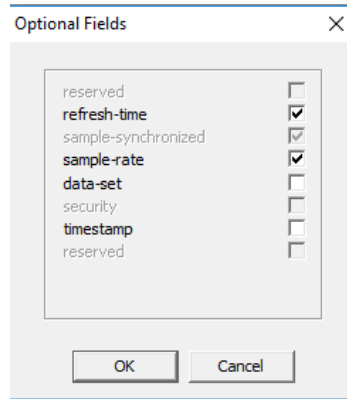 Optional Fields
reserved
refresh-time
sample-synchronized
sample-rate
data-set
security
timestamp
reserved
OK Cancel